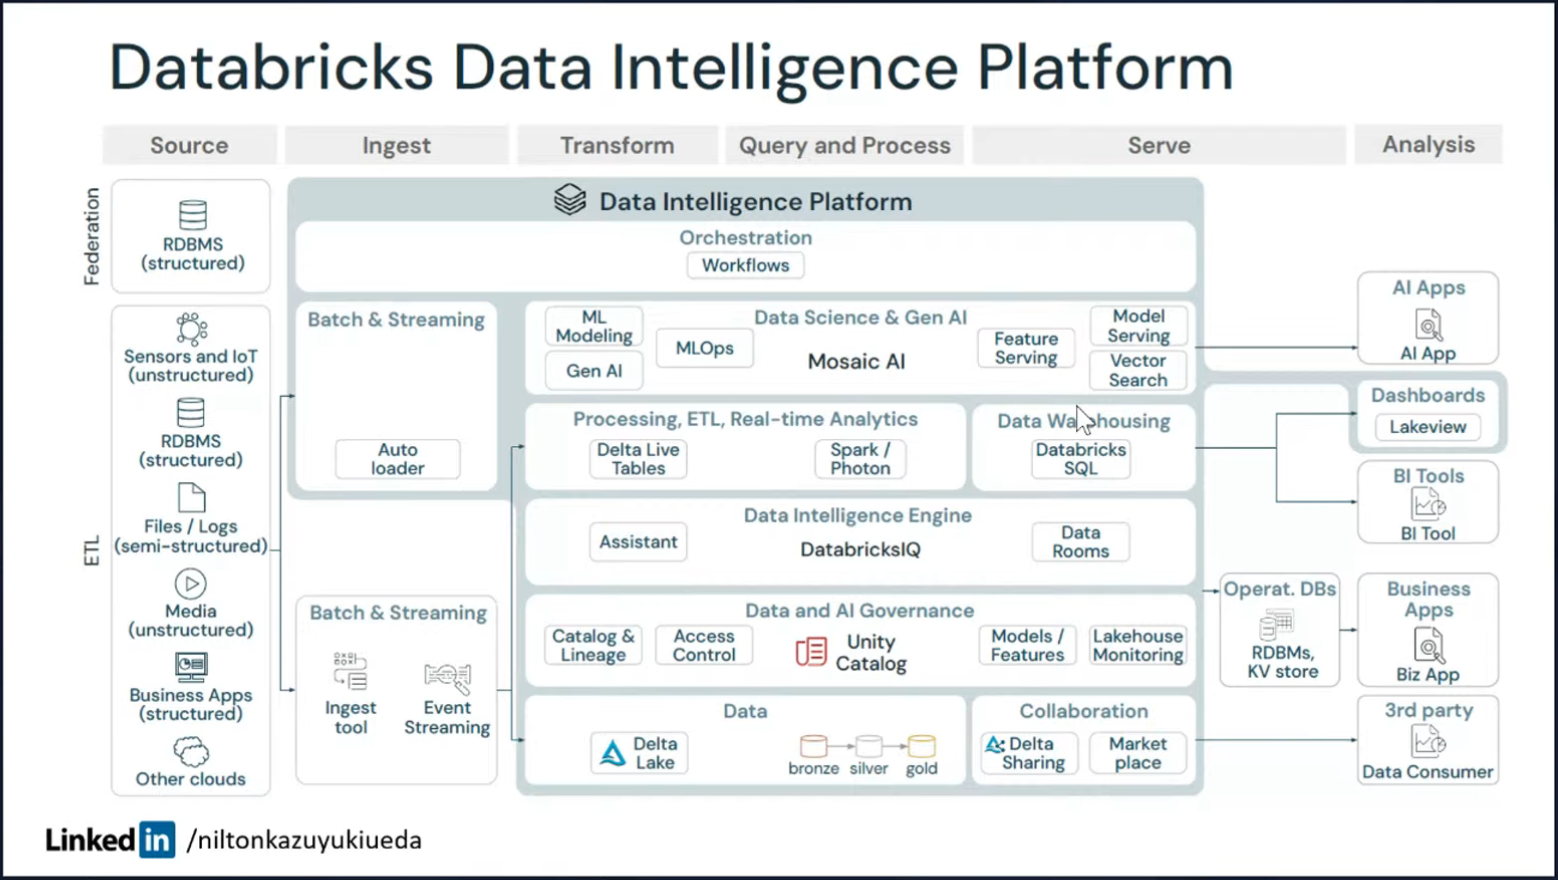 Databricks Data Intelligence Platform
Source
Ingest
Transform
Query and Process
Serve
Analysis
Federation
RDBMS
(structured)
ETL
Sensors and IoT
(unstructured)
RDBMS
(structured)
Files / Logs
(semi-structured)
Media
(unstructured)
Business Apps
(structured)
Other clouds
Data Intelligence Platform
Orchestration
Workflows
Batch & Streaming
Auto
loader
Batch & Streaming
Ingest
tool
Event
Streaming
Data Science & Gen AI
ML
Modeling
Gen AI
MLOps
Mosaic AI
Feature
Serving
Model
Serving
Vector
Search
Processing, ETL, Real-time Analytics
Delta Live
Tables
Spark /
Photon
Data Warehousing
Databricks
SQL
Data Intelligence Engine
Assistant
DatabricksIQ
Data
Rooms
Data and AI Governance
Catalog &
Lineage
Access
Control
Unity
Catalog
Models /
Features
Lakehouse
Monitoring
Data
Delta
Lake
bronze
silver
gold
Collaboration
Delta
Sharing
Market
place
Operat. DBs
RDBMs,
KV store
AI Apps
AI App
Dashboards
Lakeview
BI Tools
BI Tool
Business
Apps
Biz App
3rd party
Data Consumer
Linked in /niltonkazuyukiueda